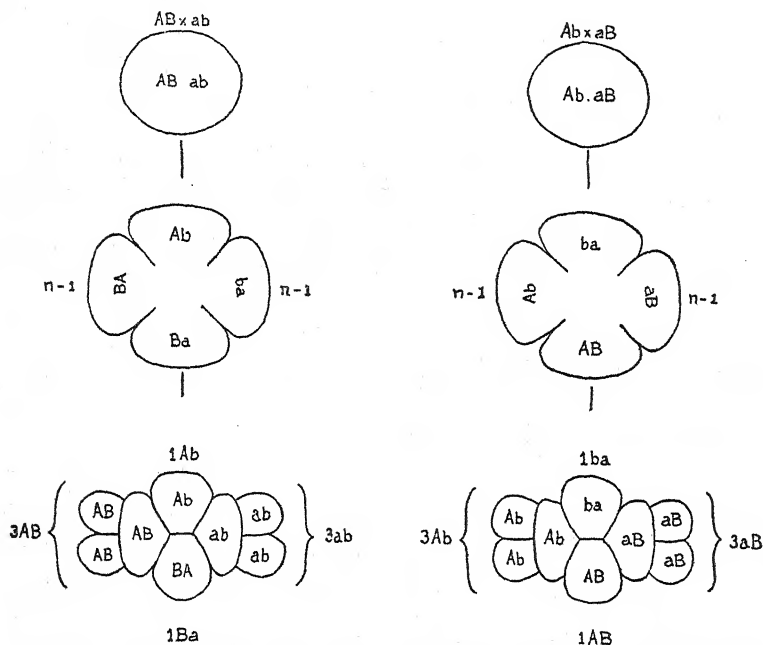 AB x ab
AB ab
Ab
n-1 BA ba n-1
Ba
1Ab
3AB AB AB AB Ab BA ab ab ab 3ab
1Ba
Ab x aB
Ab.aB
ba
n-1 Ab aB n-1
AB
1ba
3Ab Ab Ab Ab ba AB aB aB aB 3aB
1AB